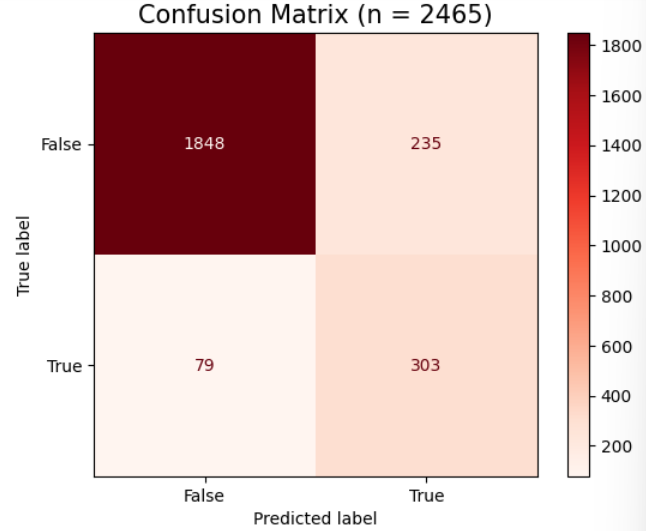 Confusion Matrix (n = 2465)
True label
False
1848
235
True
79
303
False
True
Predicted label
1800
1600
1400
1200
1000
800
600
400
200